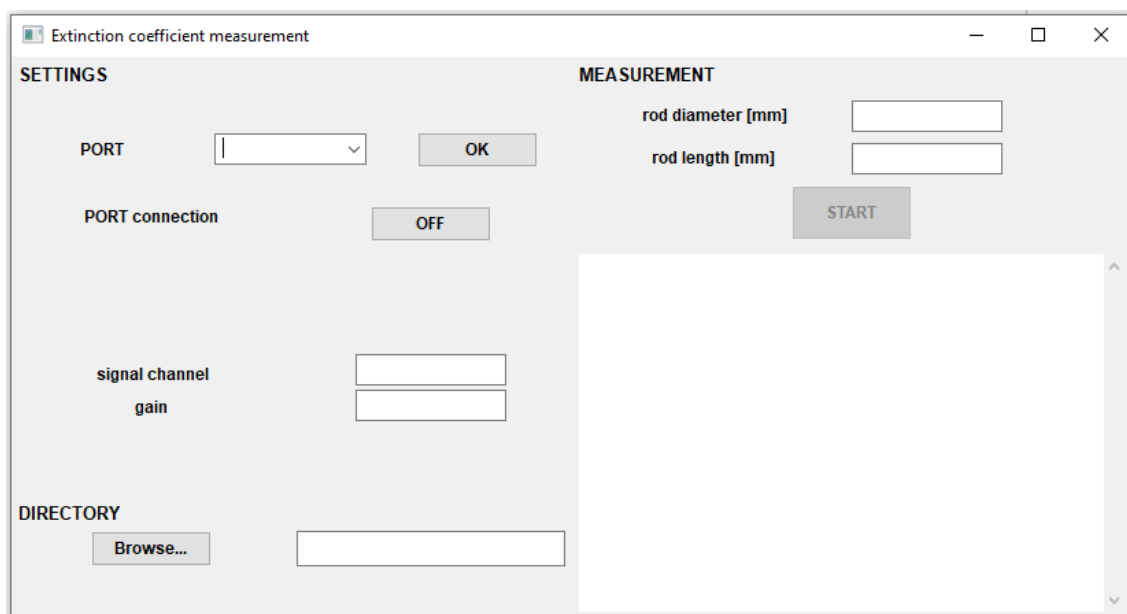 Extinction coefficient measurement
SETTINGS
PORT
OK
PORT connection
OFF
signal channel
gain
DIRECTORY
Browse...
MEASUREMENT
rod diameter [mm]
rod length [mm]
START